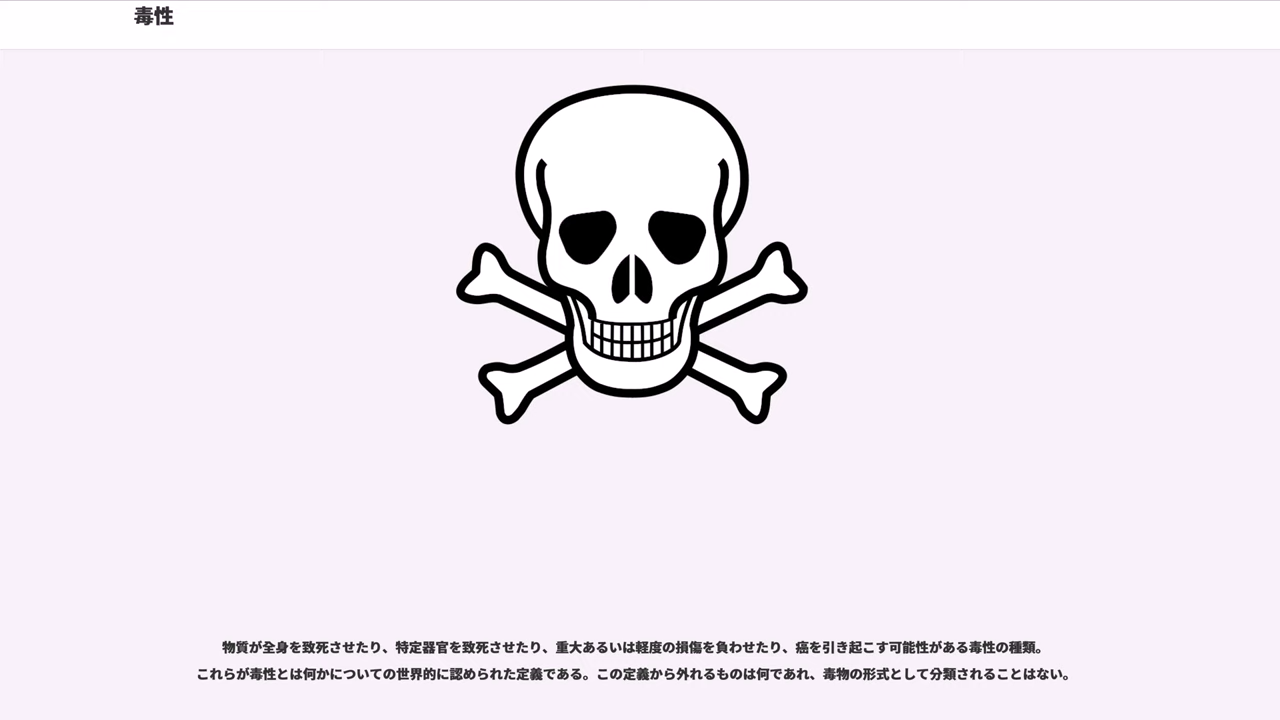 毒性
物質が全身を致死させたり、特定器官を致死させたり、重大あるいは軽度の損傷を負わせたり、癌を引き起こす可能性がある毒性の種類。
これらが毒性とは何かについての世界的に認められた定義である。この定義から外れるものは何であれ、毒物の形式として分類されることはない。